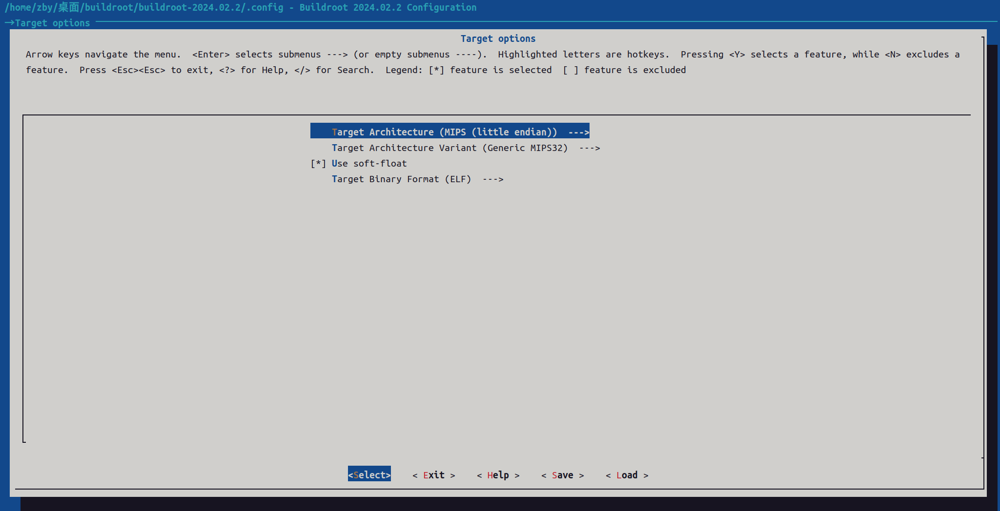 /home/zby/桌面/buildroot/buildroot-2024.02.2/.config - Buildroot 2024.02.2 Configuration
→Target options
Target options
Arrow keys navigate the menu.  <Enter> selects submenus ---> (or empty submenus ----).  Highlighted letters are hotkeys.  Pressing <Y> selects a feature, while <N> excludes a
feature.  Press <Esc><Esc> to exit, <?> for Help, </> for Search.  Legend: [*] feature is selected  [ ] feature is excluded
Target Architecture (MIPS (little endian))  --->
Target Architecture Variant (Generic MIPS32)  --->
[*] Use soft-float
Target Binary Format (ELF)  --->
<Select>    < Exit >    < Help >    < Save >    < Load >